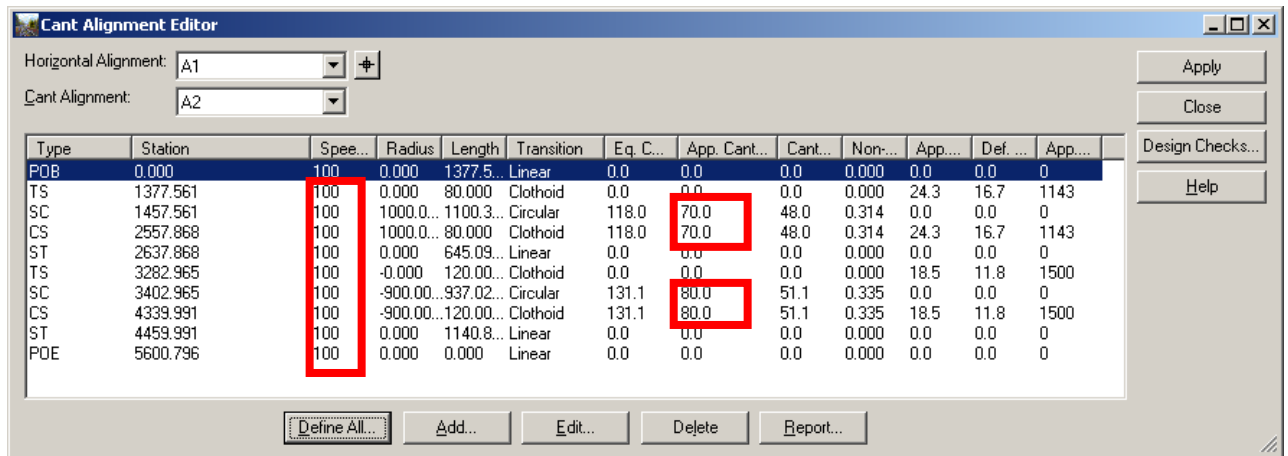 Cant Alignment Editor
Horizontal Alignment: A1
Apply
Cant Alignment: A2
Close
Type Station Spee... Radius Length Transition Eq. C... App. Cant... Cant... Non-... App.... Def. ... App....
Design Checks...
POB 0.000 100 0.000 1377.5... Linear 0.0 0.0 0.0 0.000 0.0 0.0 0
TS 1377.561 100 0.000 80.000 Clothoid 0.0 0.0 0.0 0.000 24.3 16.7 1143
Help
SC 1457.561 100 1000.0... 1100.3... Circular 118.0 70.0 48.0 0.314 0.0 0.0 0
CS 2557.868 100 1000.0... 80.000 Clothoid 118.0 70.0 48.0 0.314 24.3 16.7 1143
ST 2637.868 100 0.000 645.09... Linear 0.0 0.0 0.0 0.000 0.0 0.0 0
TS 3282.965 100 -0.000 120.00... Clothoid 0.0 0.0 0.0 0.000 18.5 11.8 1500
SC 3402.965 100 -900.00... 937.02... Circular 131.1 80.0 51.1 0.335 0.0 0.0 0
CS 4339.991 100 -900.00... 120.00... Clothoid 131.1 80.0 51.1 0.335 18.5 11.8 1500
ST 4459.991 100 0.000 1140.8... Linear 0.0 0.0 0.0 0.000 0.0 0.0 0
POE 5600.796 100 0.000 0.000 Linear 0.0 0.0 0.0 0.000 0.0 0.0 0
Define All... Add... Edit... Delete Report...